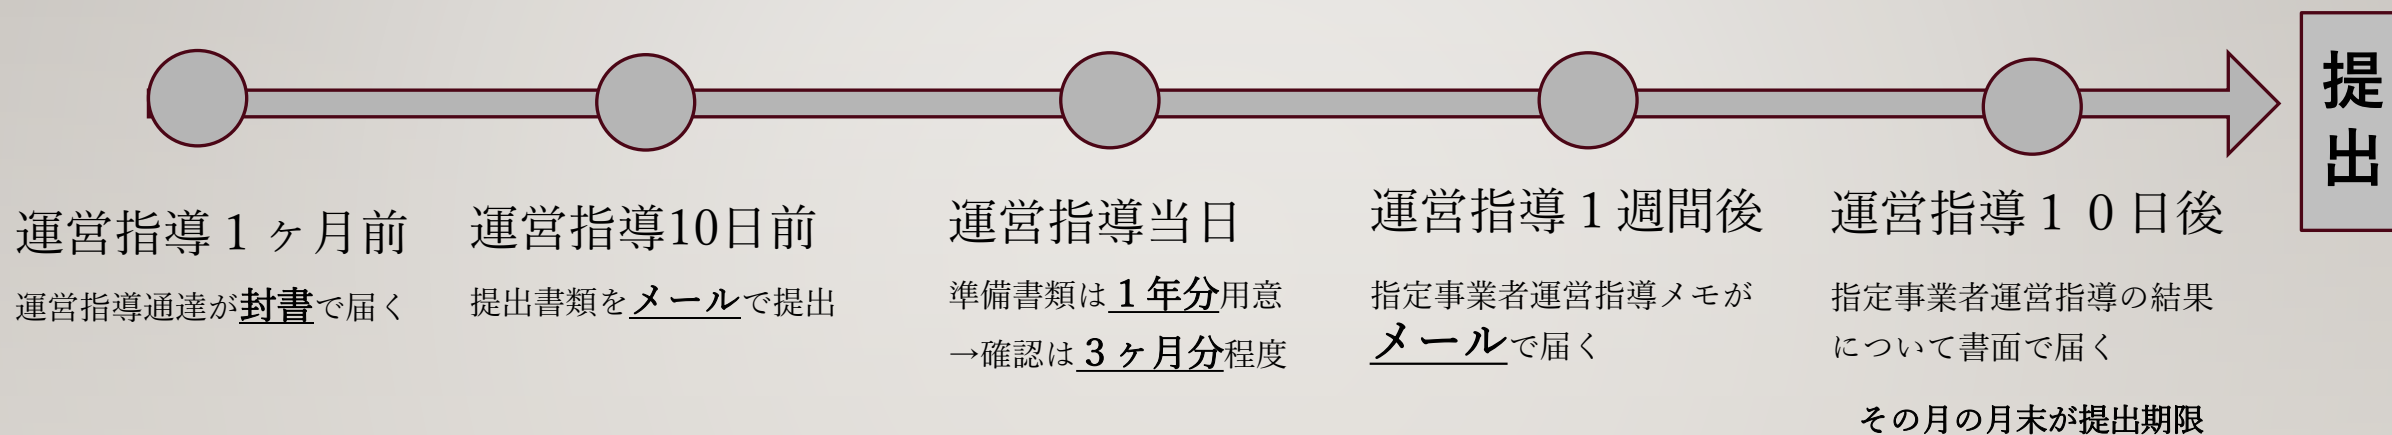 運営指導１ヶ月前
運営指導通達が封書で届く
運営指導10日前
提出書類をメールで提出
運営指導当日
準備書類は１年分用意
→確認は３ヶ月分程度
運営指導１週間後
指定事業者運営指導メモが
メールで届く
運営指導１０日後
指定事業者運営指導の結果
について書面で届く
その月の月末が提出期限
提
出